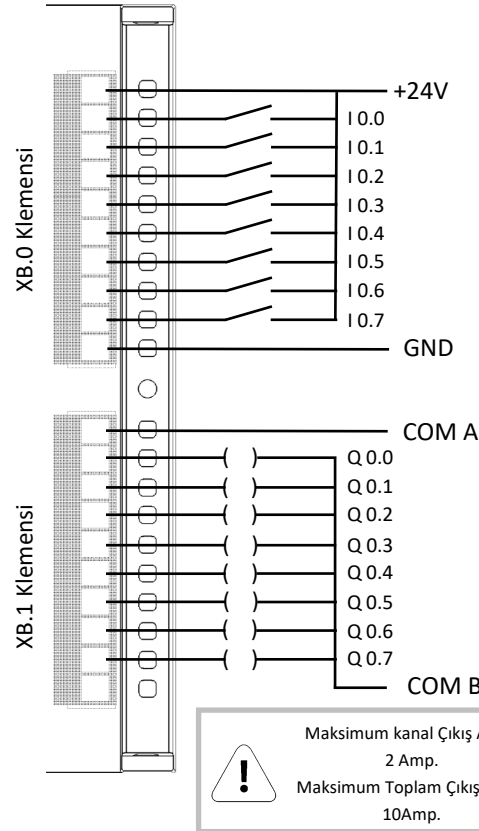 XB.0 Klemensi
+24V
I 0.0
I 0.1
I 0.2
I 0.3
I 0.4
I 0.5
I 0.6
I 0.7
GND
XB.1 Klemensi
COM A
Q 0.0
Q 0.1
Q 0.2
Q 0.3
Q 0.4
Q 0.5
Q 0.6
Q 0.7
COM B
Maksimum kanal Çıkış
2 Amp.
Maksimum Toplam Çıkış
10Amp.